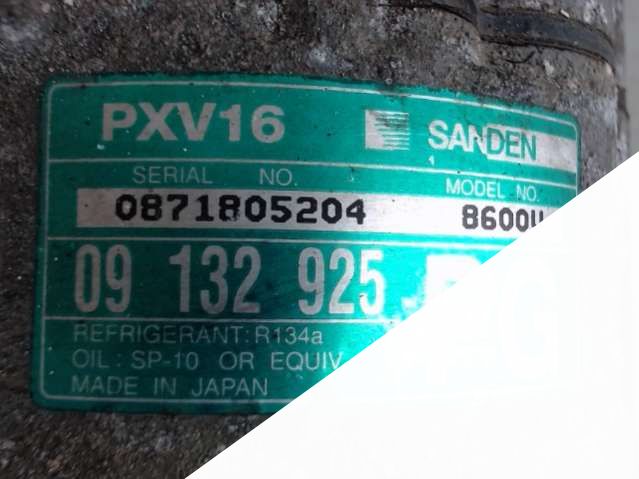 PXV16 SANDEN
SERIAL NO. MODEL NO.
0871805204
09 132 925
REFRIGERANT: R134a
OIL : SP-10 OR EQUIV
MADE IN JAPAN